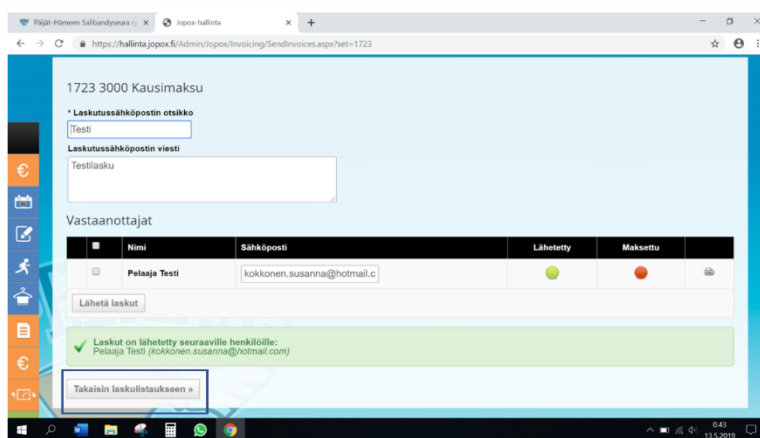 Päijät-Hämeen Salibandyseura ry
Jopox-hallinta
https://hallinta.jopox.fi/Admin/Jopox/Invoicing/SendInvoices.aspx?set=1723
1723 3000 Kausimaksu
* Laskutussähköpostin otsikko
Testi
Laskutussähköpostin viesti
Testilasku
Vastaanottajat
Nimi Sähköposti Lähetetty Maksettu
Pelaaja Testi kokkonen.susanna@hotmail.c
Lähetä laskut
Laskut on lähetetty seuraaville henkilöille:
Pelaaja Testi (kokkonen.susanna@hotmail.com)
Takaisin laskulistaukseen »
0.43
13.5.2019